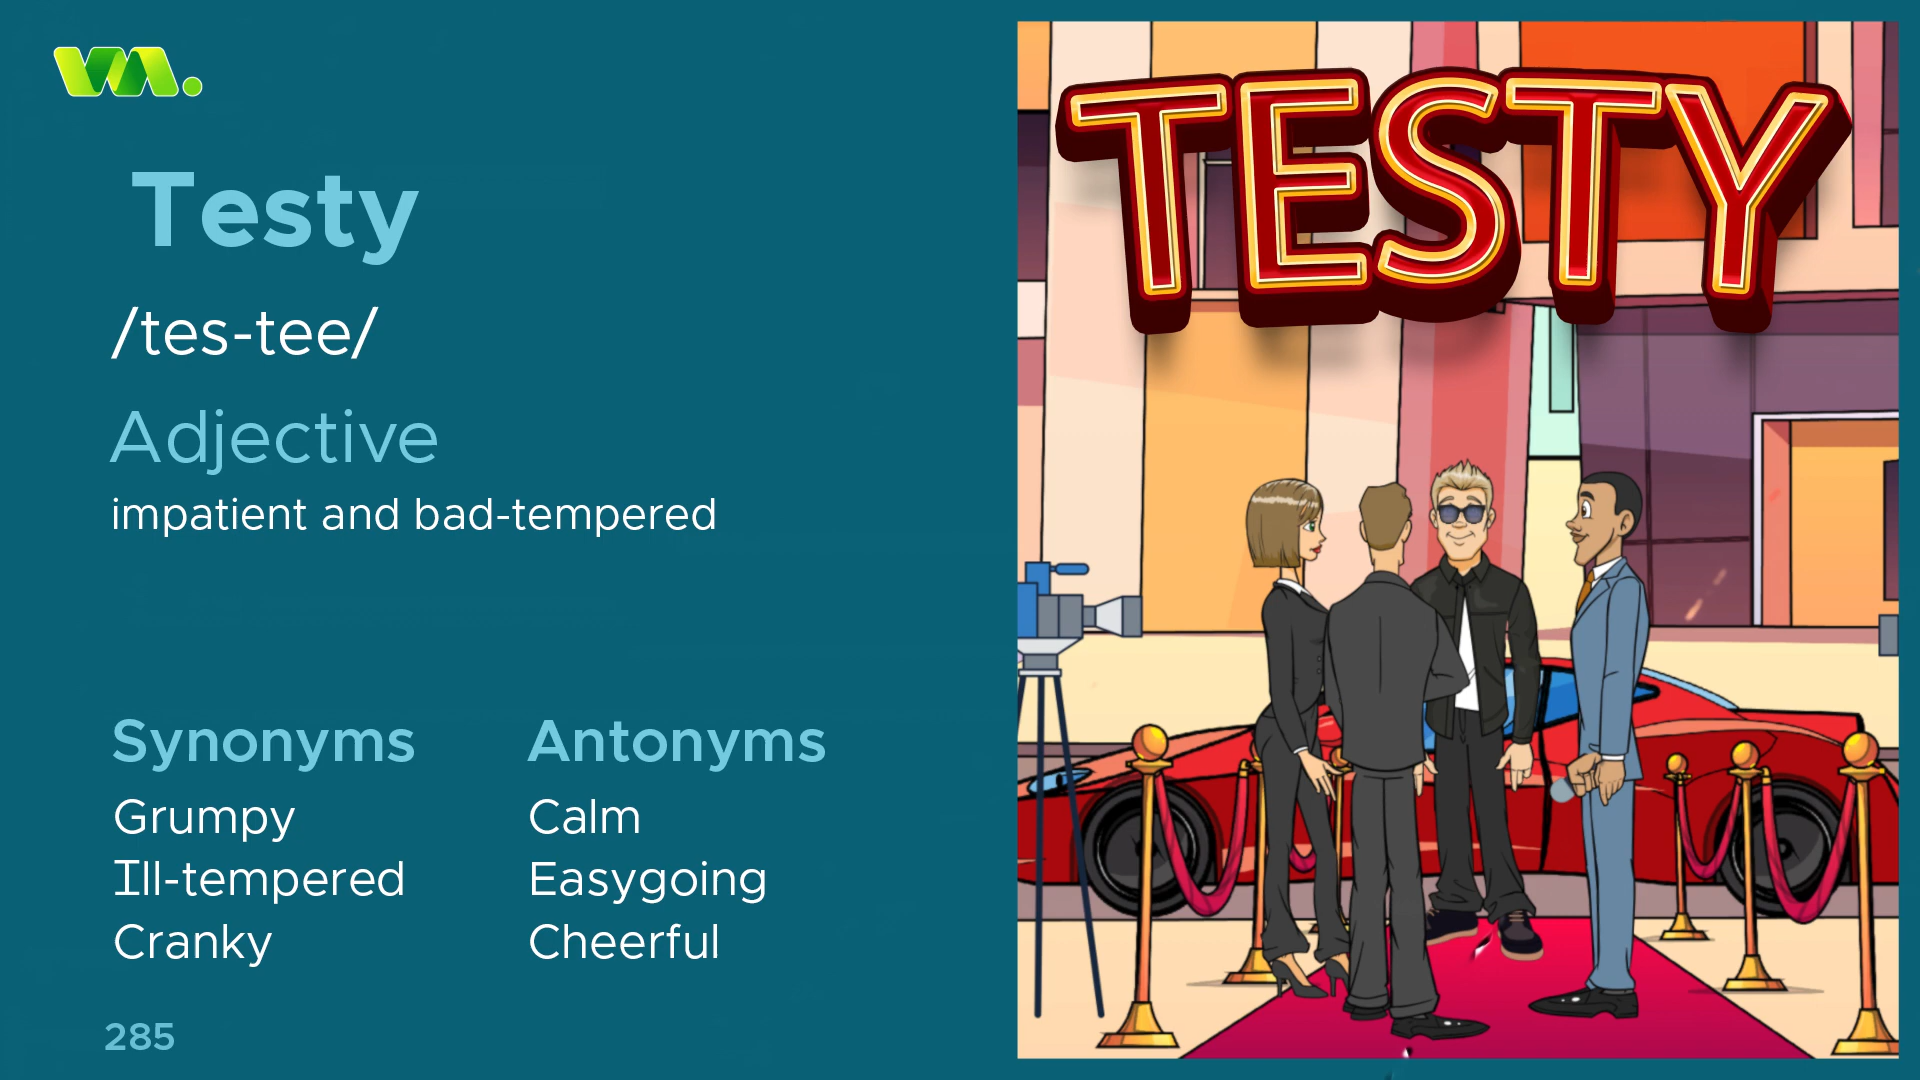 VM.
Testy
/tes-tee/
Adjective
impatient and bad-tempered
Synonyms
Grumpy
Ill-tempered
Cranky
Antonyms
Calm
Easygoing
Cheerful
285
TESTY